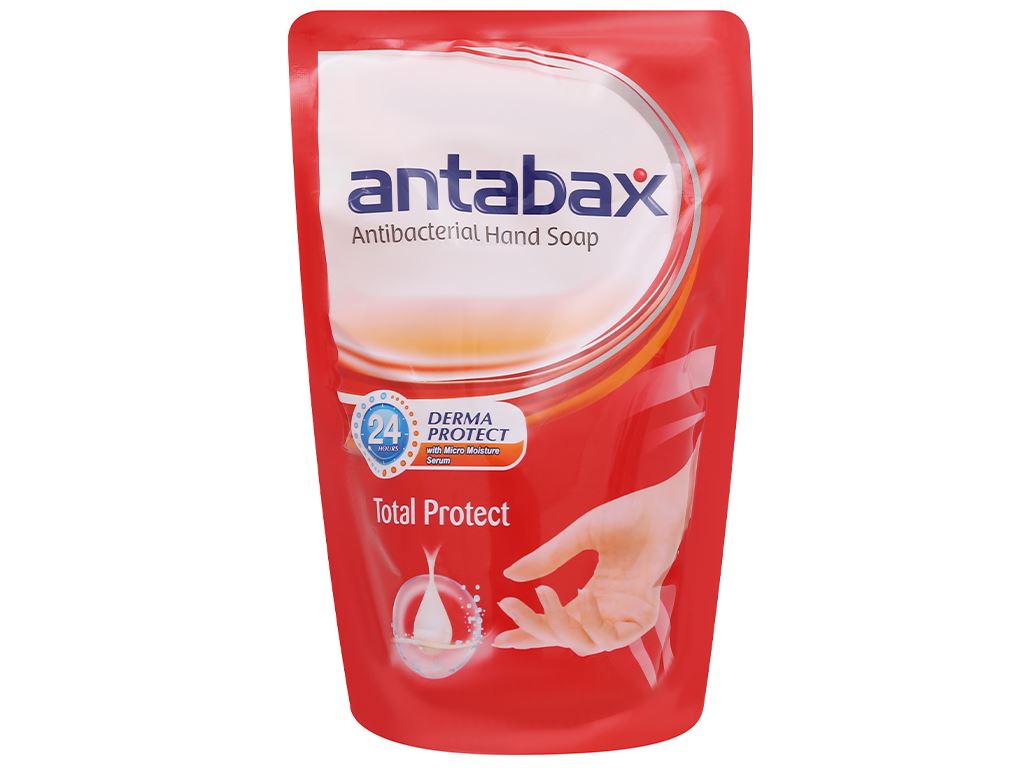 antabax
Antibacterial Hand Soap
24
HOURS
DERMA
PROTECT
with Micro Moisture
Serum
Total Protect